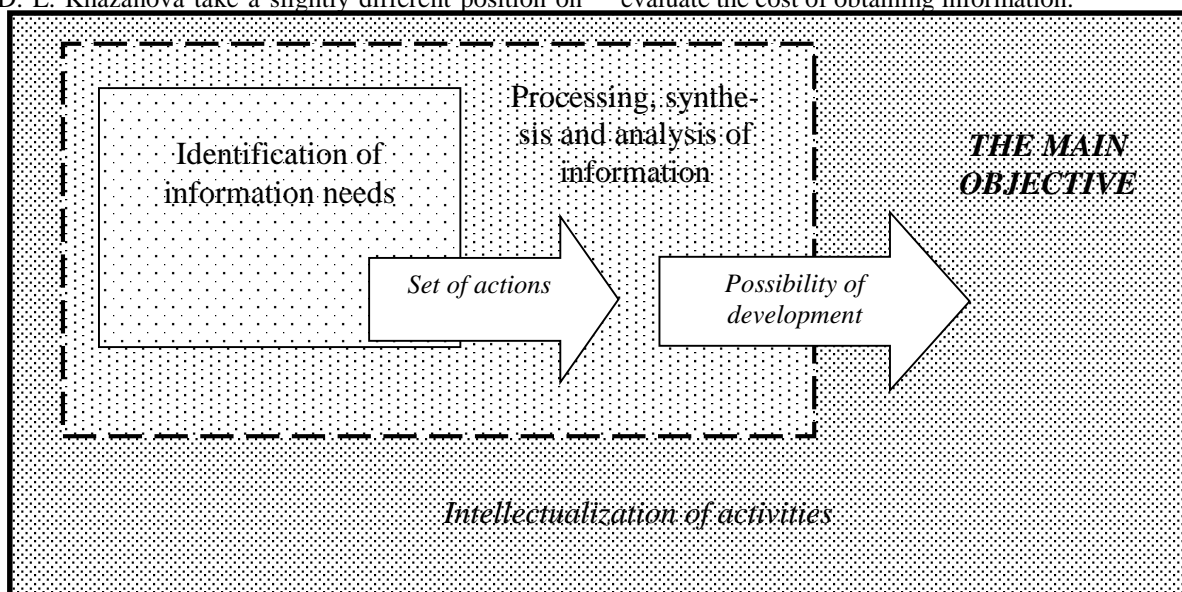 D. E. Khazanova take a slightly different position on
evaluate the cost of obtaining information.
Identification of
information needs
Processing, synthe-
sis and analysis of
information
THE MAIN
OBJECTIVE
Set of actions
Possibility of
development
Intellectualization of activities